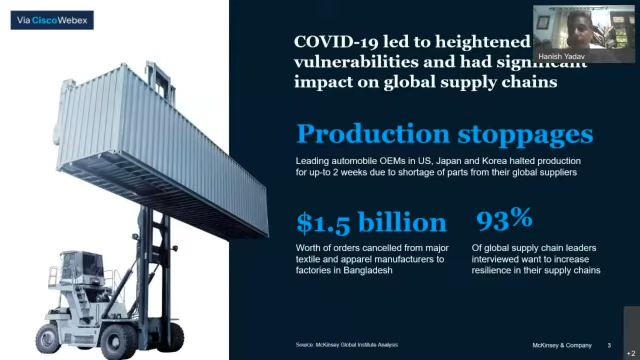 Via CiscoWebex
COVID-19 led to heightened
vulnerabilities and had significant
impact on global supply chains
Hanish Yadav
Production stoppages
Leading automobile OEMs in US, Japan and Korea halted production
for up-to 2 weeks due to shortage of parts from their global suppliers
$1.5 billion
Worth of orders cancelled from major
textile and apparel manufacturers to
factories in Bangladesh
93%
Of global supply chain leaders
interviewed want to increase
resilience in their supply chains
Source: McKinsey Global Institute Analysis
McKinsey & Company 3
+2